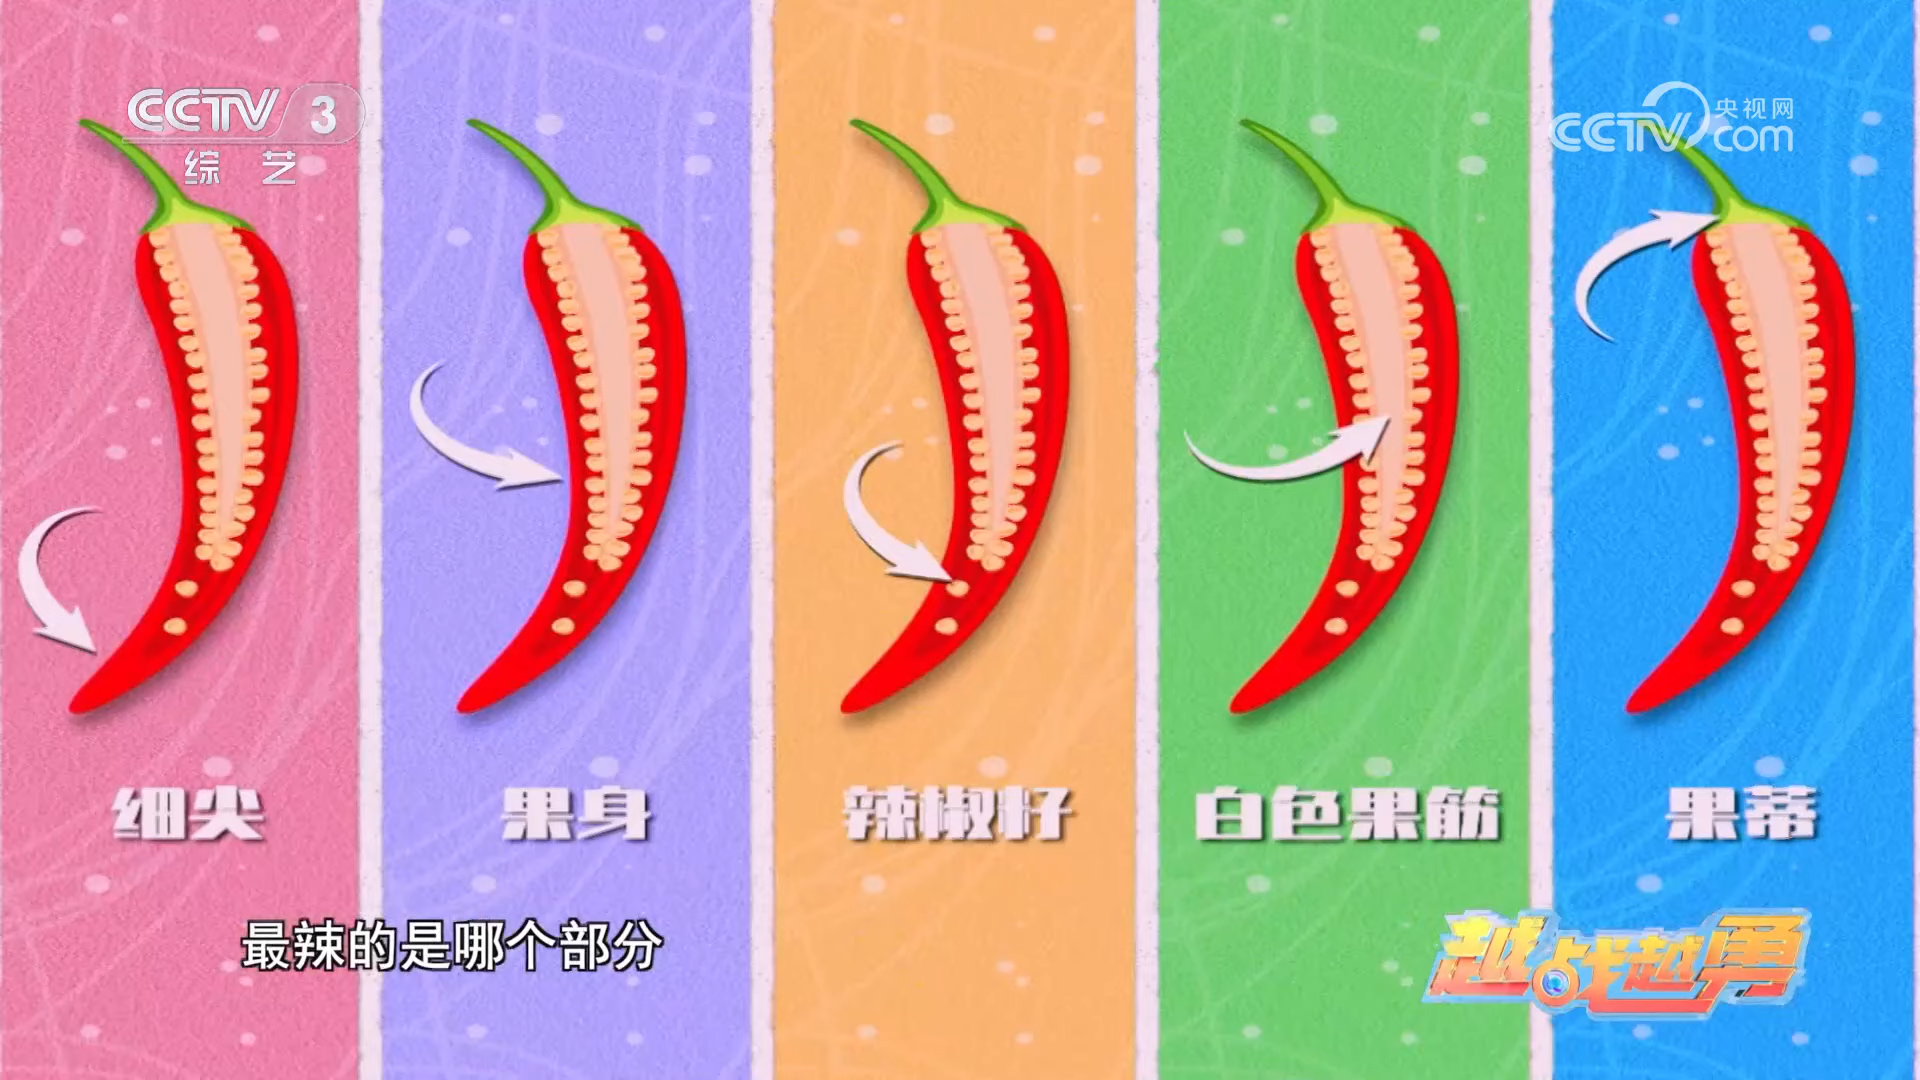 CCTV 3
综艺
央视网
CCTV.com
细尖
果身
辣椒籽
白色果筋
果蒂
最辣的是哪个部分
越战越勇